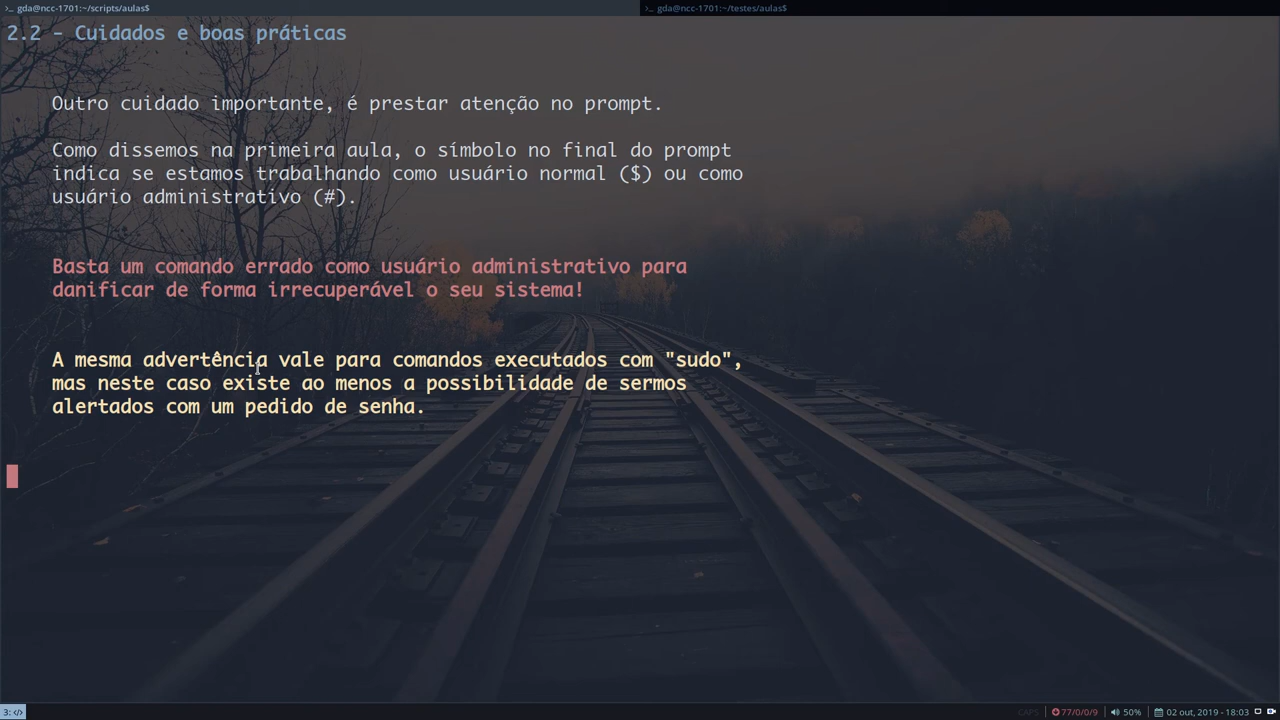 >_ gda@ncc-1701:~/scripts/aulas$
>_ gda@ncc-1701:~/testes/aulas$
2.2 - Cuidados e boas práticas
Outro cuidado importante, é prestar atenção no prompt.
Como dissemos na primeira aula, o símbolo no final do prompt
indica se estamos trabalhando como usuário normal ($) ou como
usuário administrativo (#).
Basta um comando errado como usuário administrativo para
danificar de forma irrecuperável o seu sistema!
A mesma advertência vale para comandos executados com "sudo",
mas neste caso existe ao menos a possibilidade de sermos
alertados com um pedido de senha.
3: </>
CAPS 77/0/0/9 50% 02 out, 2019 - 18:03